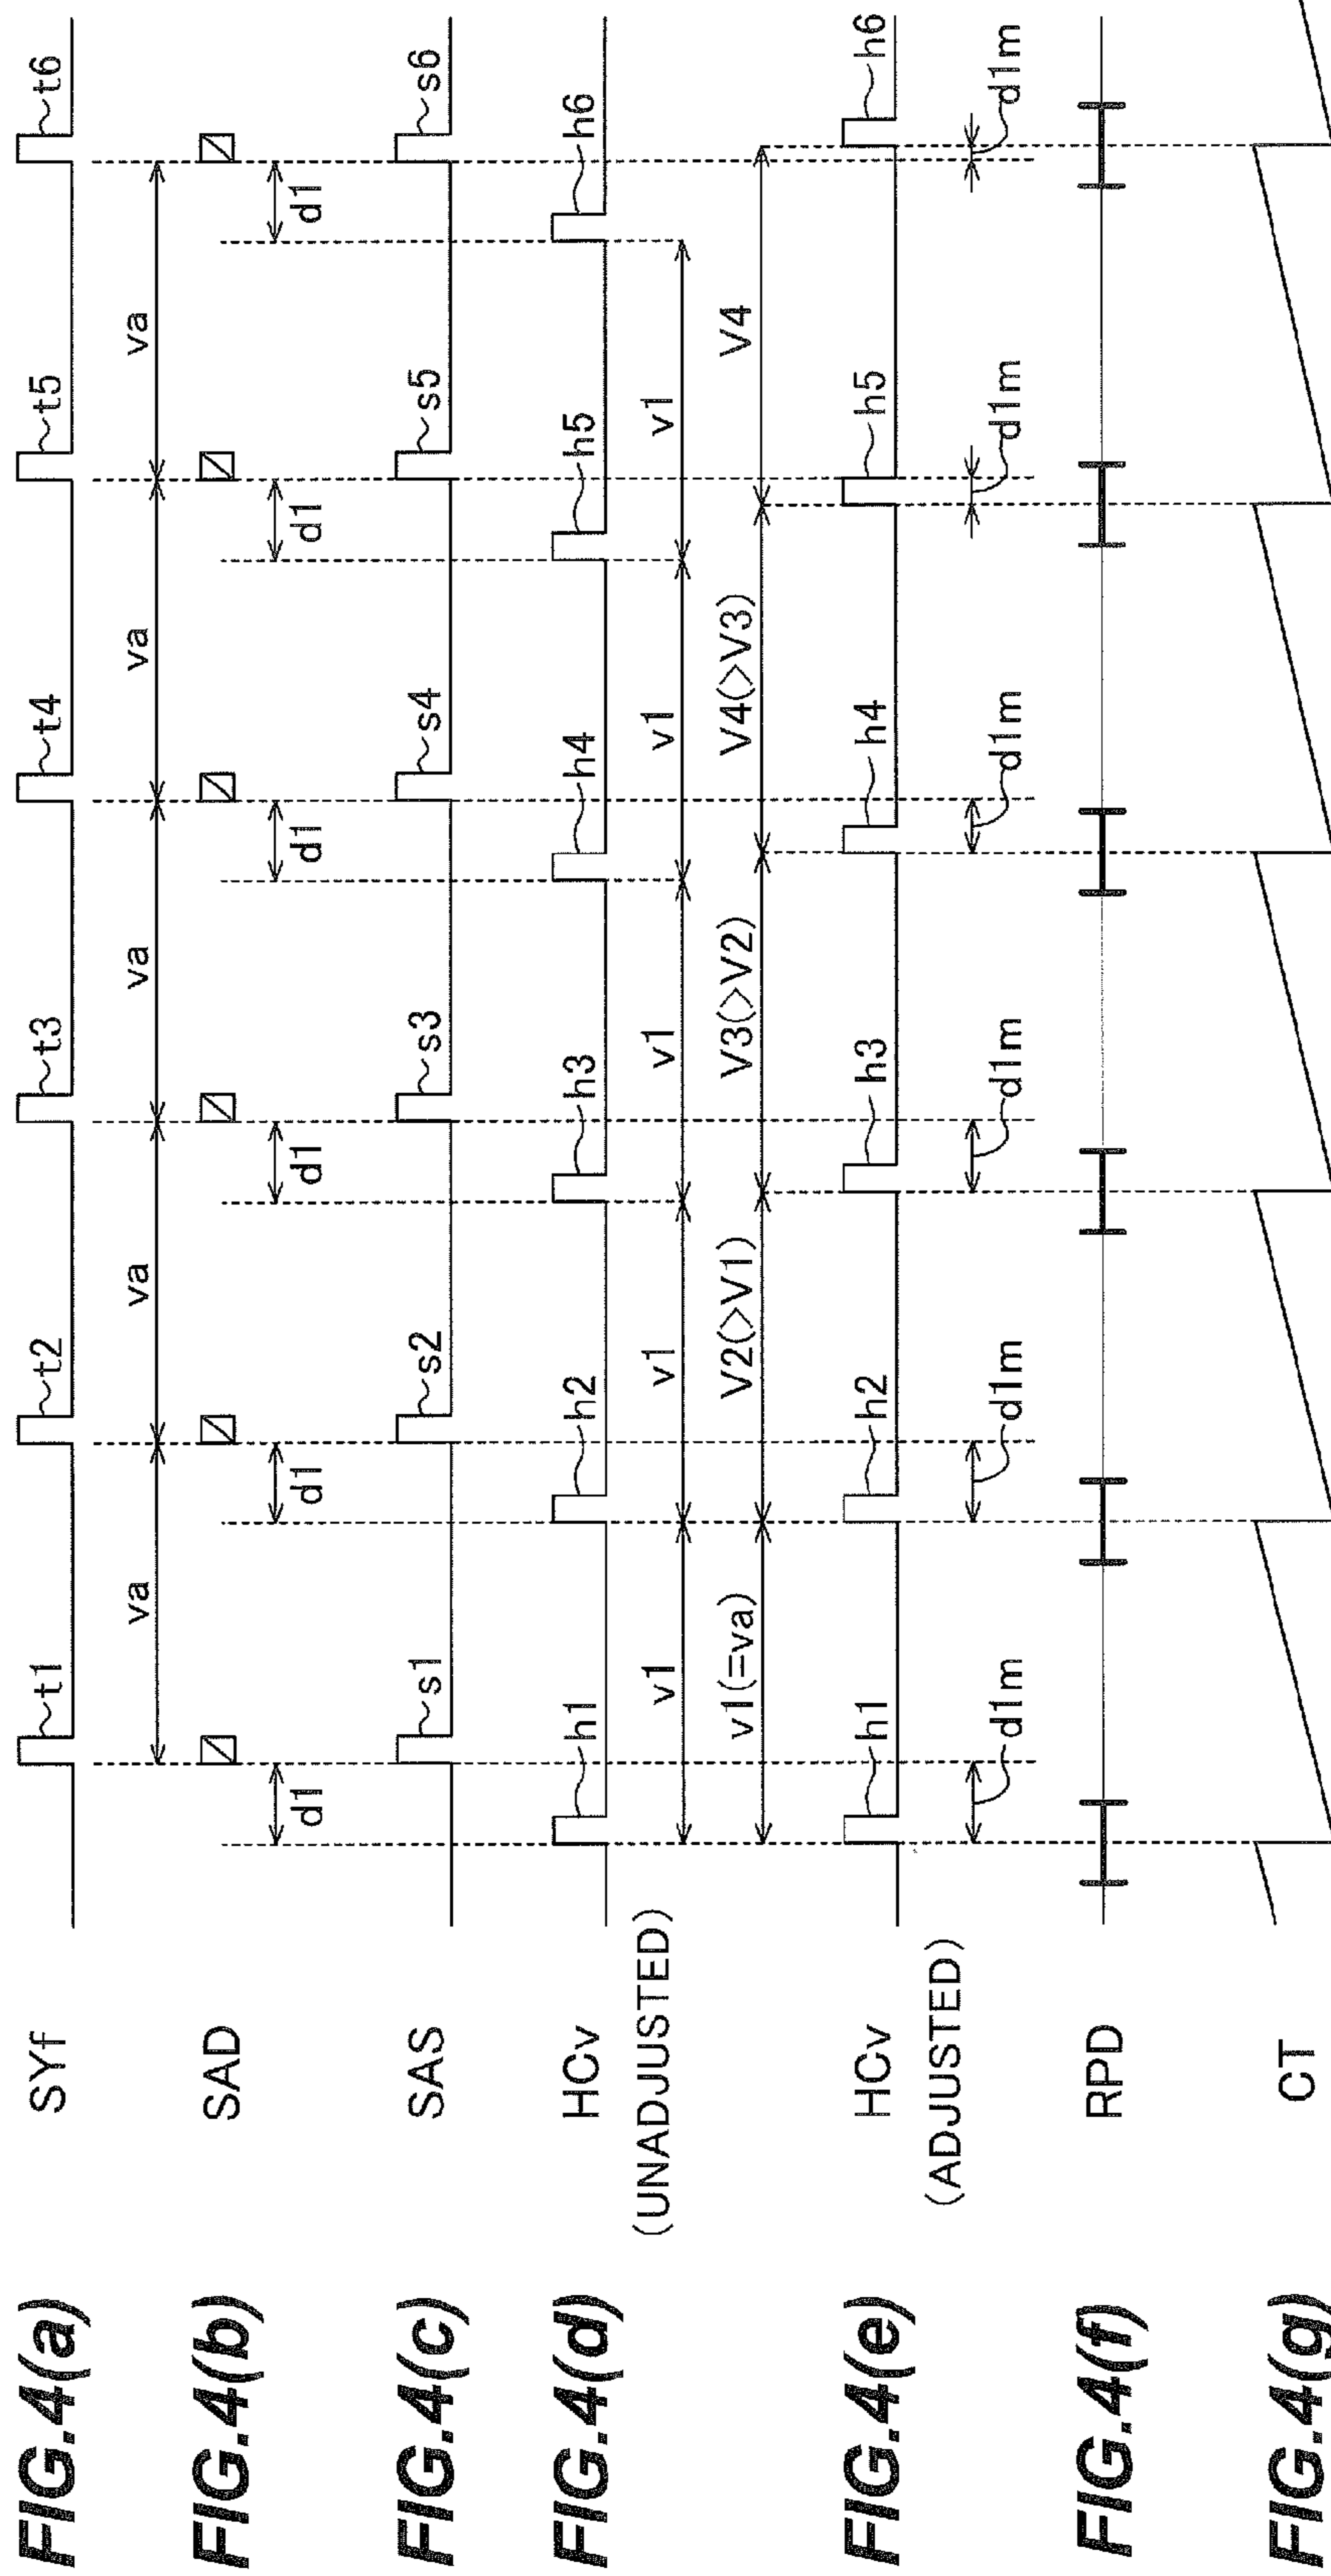 FIG.4(a) SYf t1 t2 t3 t4 t5 t6
va va va va va
FIG.4(b) SAD
d1 d1 d1 d1 d1 d1
FIG.4(c) SAS s1 s2 s3 s4 s5 s6
FIG.4(d) HCv h1 h2 h3 h4 h5 h6
(UNADJUSTED) v1 v1 v1 v1 v1
v1(=va) V2(>V1) V3(>V2) V4(>V3) V4
FIG.4(e) HCv h1 h2 h3 h4 h5 h6
(ADJUSTED)
d1m d1m d1m d1m d1m d1m
FIG.4(f) RPD
FIG.4(g) CT